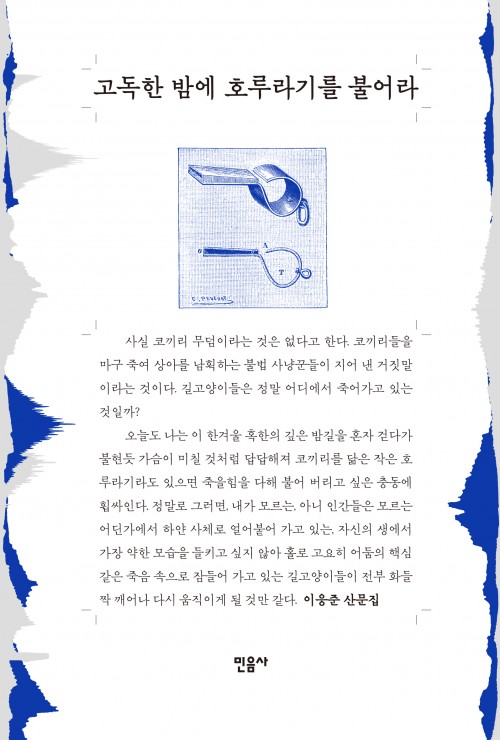 고독한 밤에 호루라기를 불어라
A
T
사실 코끼리 무덤이라는 것은 없다고 한다. 코끼리들을
마구 죽여 상아를 남획하는 불법 사냥꾼들이 지어 낸 거짓말
이라는 것이다. 길고양이들은 정말 어디에서 죽어가고 있는
것일까?
오늘도 나는 이 한겨울 혹한의 깊은 밤길을 혼자 걷다가
불현듯 가슴이 미칠 것처럼 답답해져 코끼리를 닮은 작은 호
루라기라도 있으면 죽을힘을 다해 불어 버리고 싶은 충동에
휩싸인다. 정말로 그러면, 내가 모르는, 아니 인간들은 모르는
어딘가에서 하얀 사체로 얼어붙어 가고 있는, 자신의 생에서
가장 약한 모습을 들키고 싶지 않아 홀로 고요히 어둠의 핵심
같은 죽음 속으로 잠들어 가고 있는 길고양이들이 전부 화들
짝 깨어나 다시 움직이게 될 것만 같다. 이응준 산문집
민음사